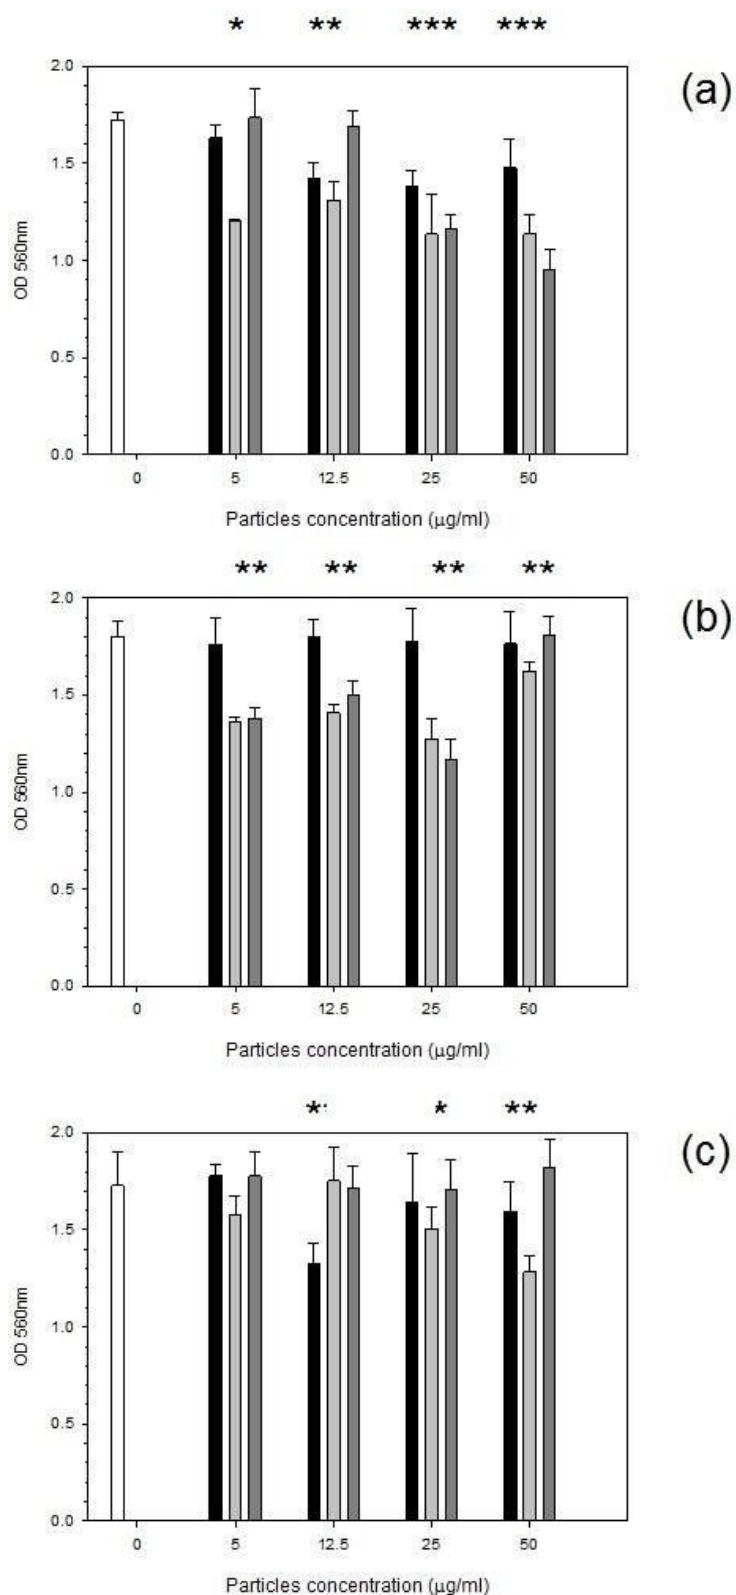 * ** *** ***
(a)
2.0
1.5
1.0
0.5
0.0
OD 560nm
0 5 12.5 25 50
Particles concentration (μg/ml)
** ** ** **
(b)
2.0
1.5
1.0
0.5
0.0
OD 560nm
0 5 12.5 25 50
Particles concentration (μg/ml)
*· * **
(c)
2.0
1.5
1.0
0.5
0.0
OD 560nm
0 5 12.5 25 50
Particles concentration (μg/ml)